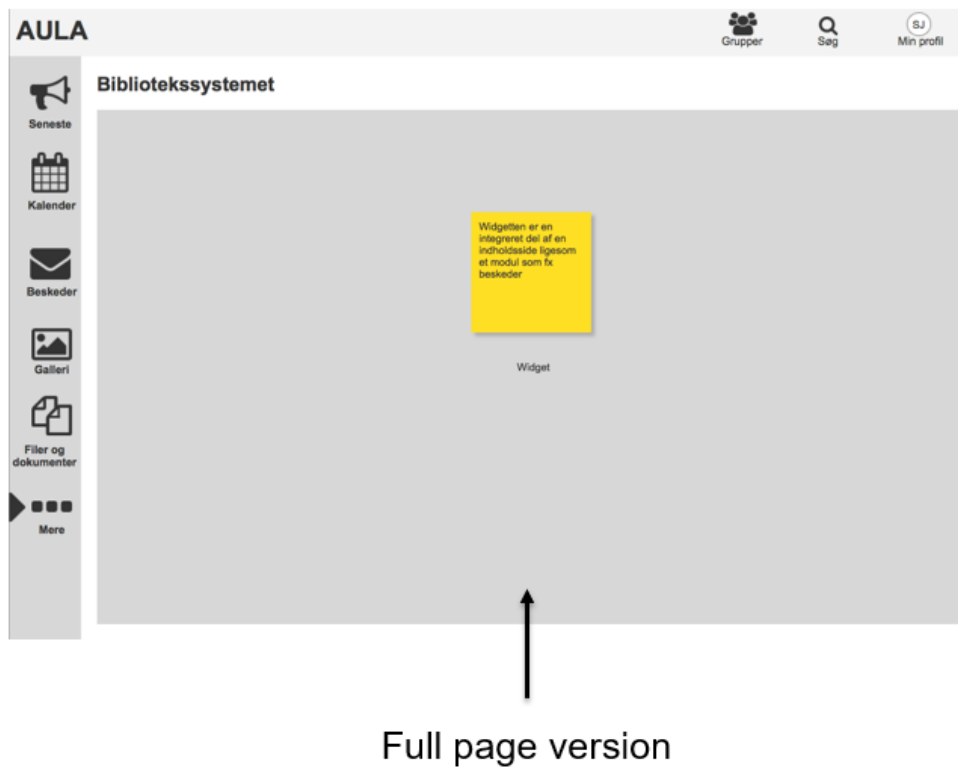 AULA
Grupper
Søg
SJ
Min profil
Bibliotekssystemet
Seneste
Kalender
Beskeder
Galleri
Filer og
dokumenter
Mere
Widgetten er en
integreret del af en
indholdsside ligesom
et modul som fx
beskeder
Widget
Full page version